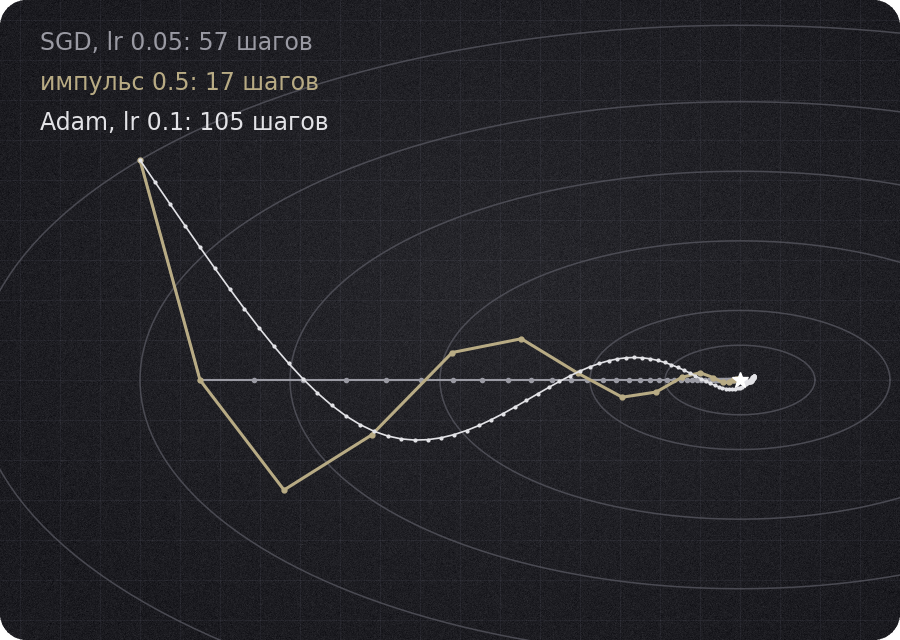 SGD, lr 0.05: 57 шагов
импульс 0.5: 17 шагов
Adam, lr 0.1: 105 шагов